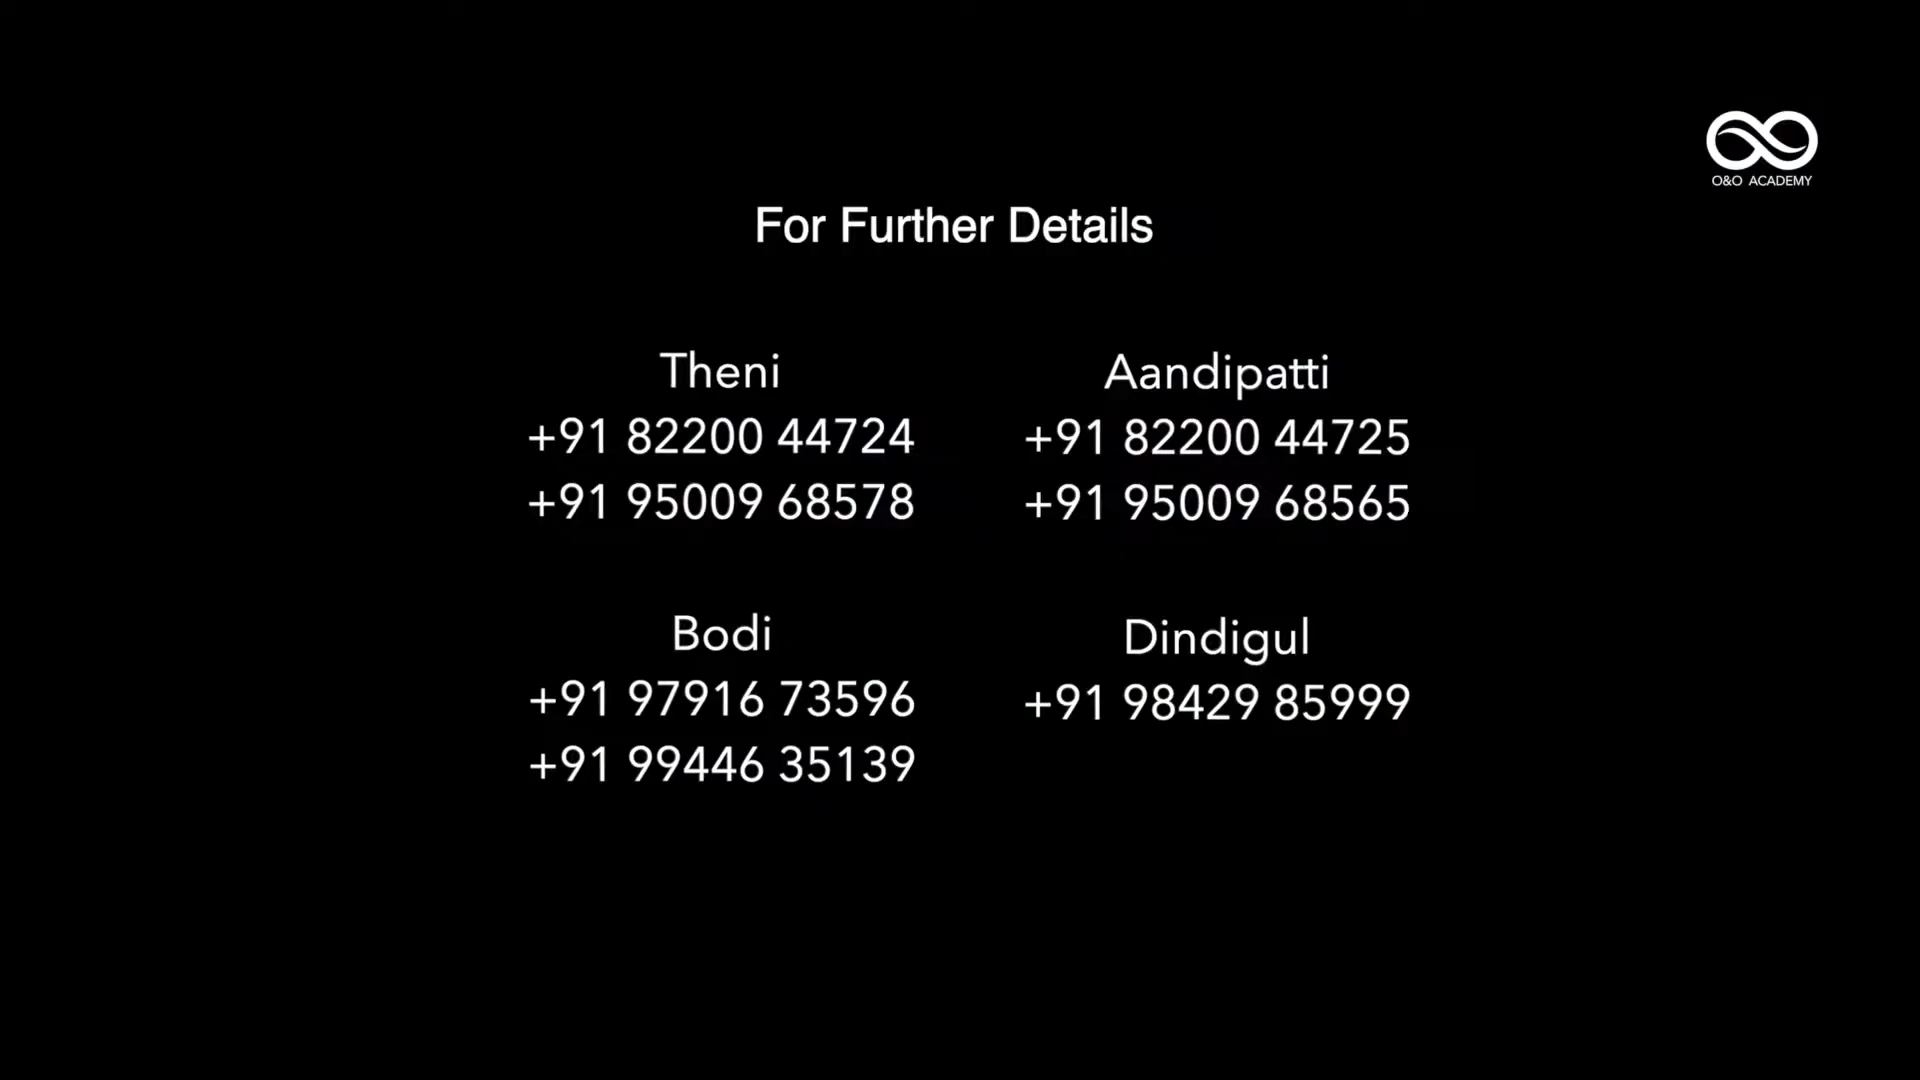 O&O ACADEMY
For Further Details
Theni
+91 82200 44724
+91 95009 68578
Aandipatti
+91 82200 44725
+91 95009 68565
Bodi
+91 97916 73596
+91 99446 35139
Dindigul
+91 98429 85999